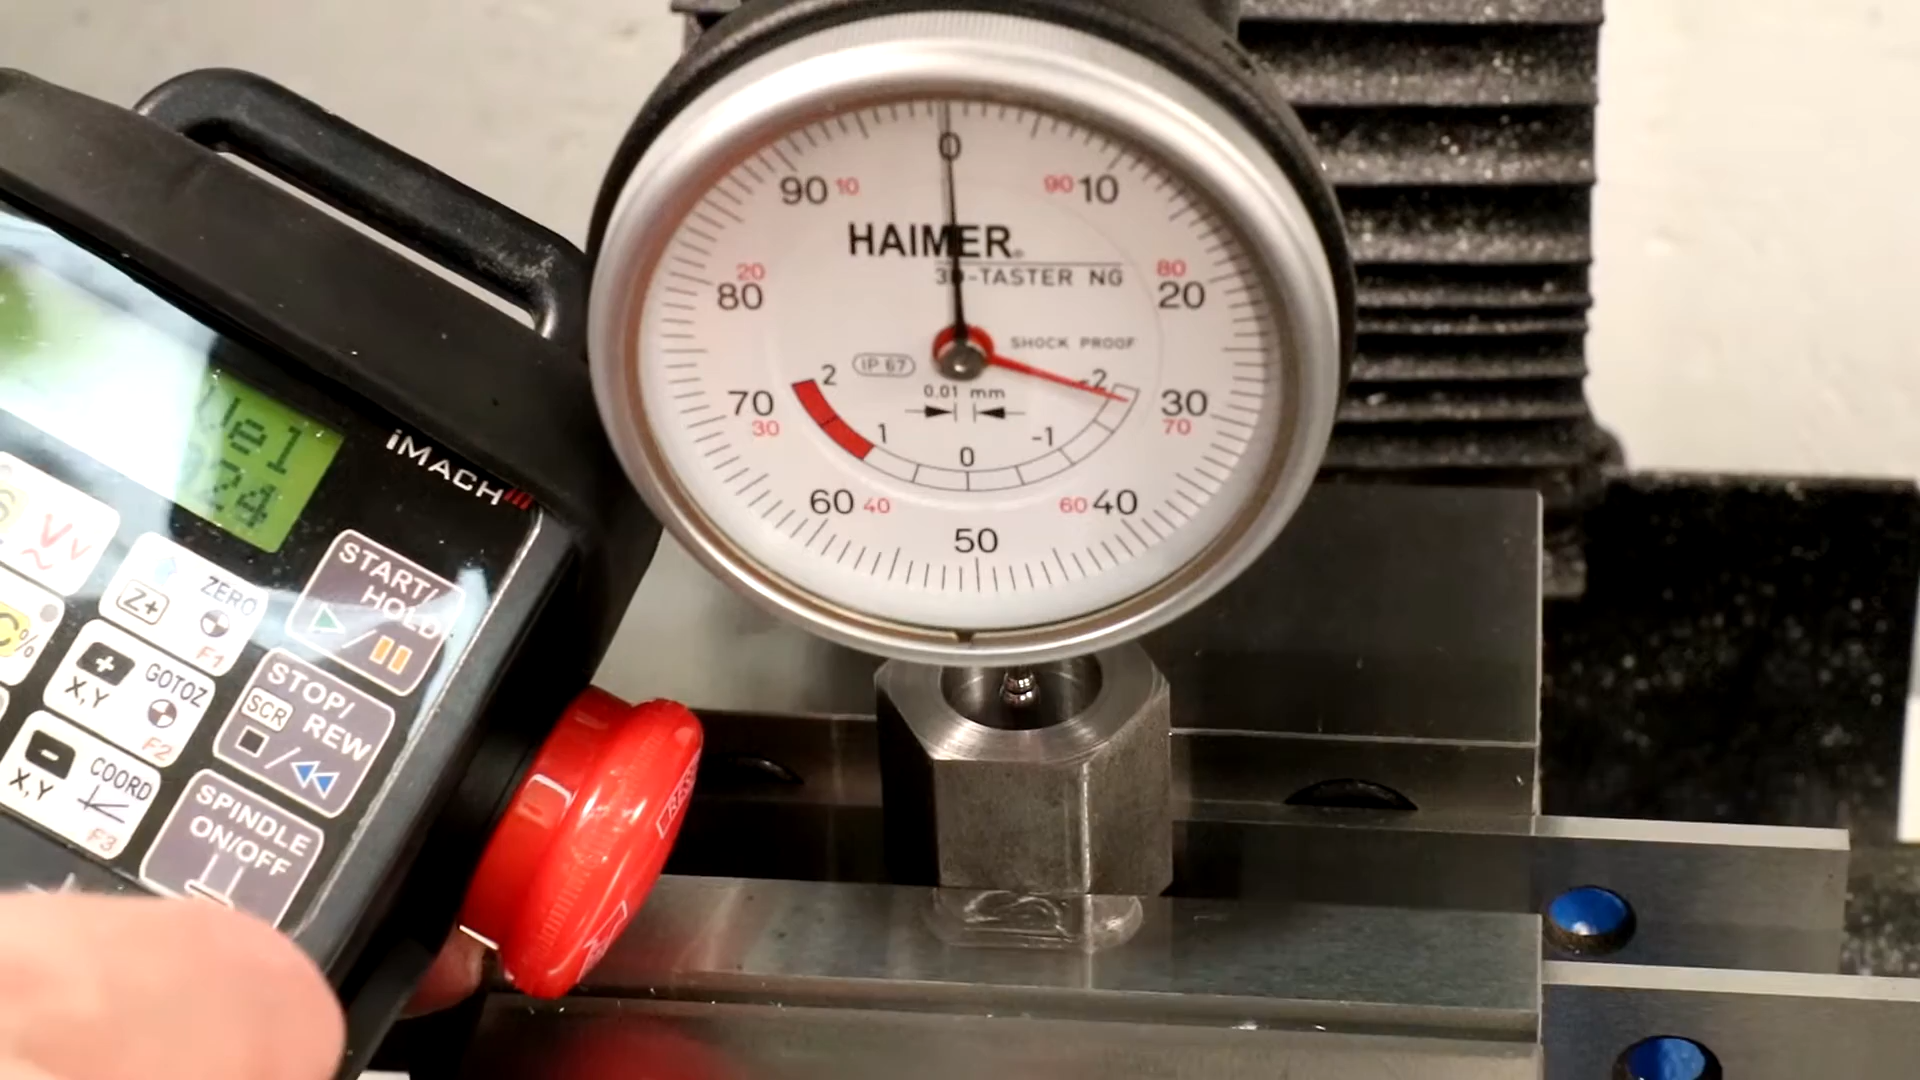 0
90 10
90 10
HAIMER®
3D-TASTER NG
20
80
80
20
SHOCK PROOF
IP 67
2
-2
0.01 mm
70
30
30
70
1
-1
0
60 40
60 40
50
iMACHIII
START/
HOLD
ZERO
Z+
F1
STOP/
REW
SCR
GOTOZ
X,Y
F2
COORD
X,Y
F3
SPINDLE
ON/OFF